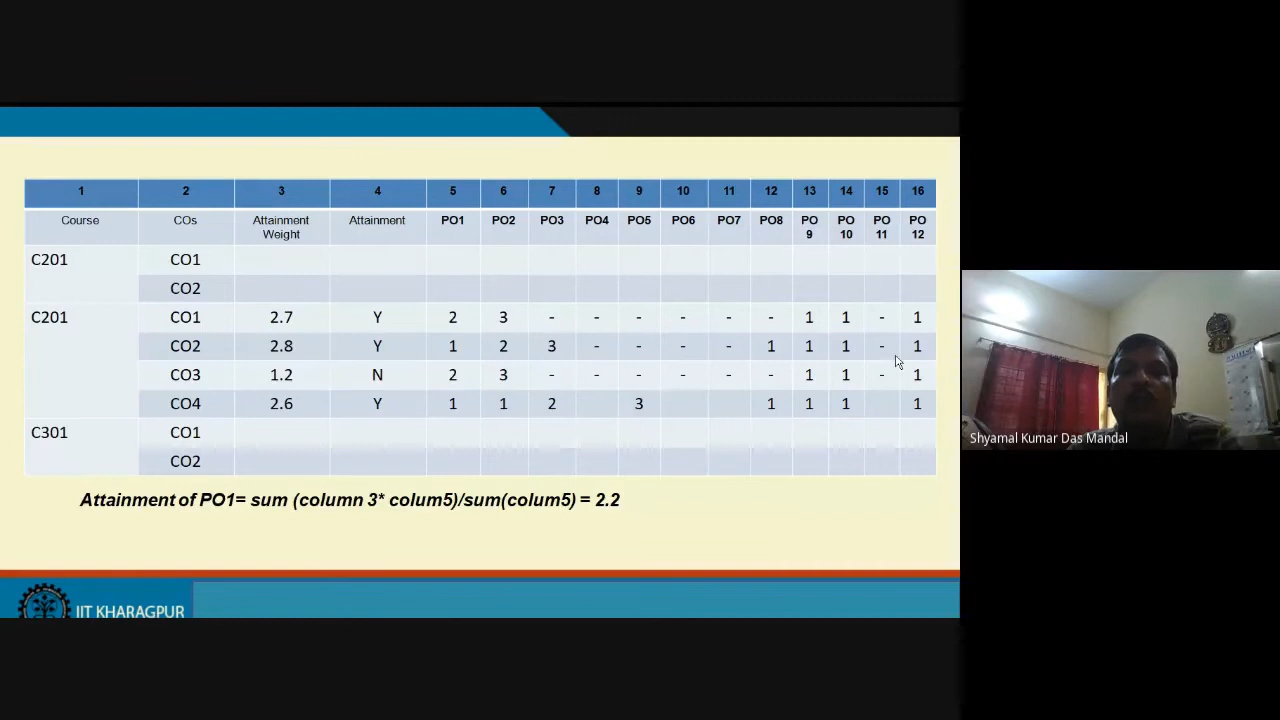 1 2 3 4 5 6 7 8 9 10 11 12 13 14 15 16
Course COs Attainment Weight Attainment PO1 PO2 PO3 PO4 PO5 PO6 PO7 PO8 PO 9 PO 10 PO 11 PO 12
C201 CO1
CO2
C201 CO1 2.7 Y 2 3 - - - - - - 1 1 - 1
CO2 2.8 Y 1 2 3 - - - - 1 1 1 - 1
CO3 1.2 N 2 3 - - - - - - 1 1 - 1
CO4 2.6 Y 1 1 2 3 1 1 1 1
C301 CO1
CO2
Attainment of PO1= sum (column 3* colum5)/sum(colum5) = 2.2
IIT KHARAGPUR
Shyamal Kumar Das Mandal